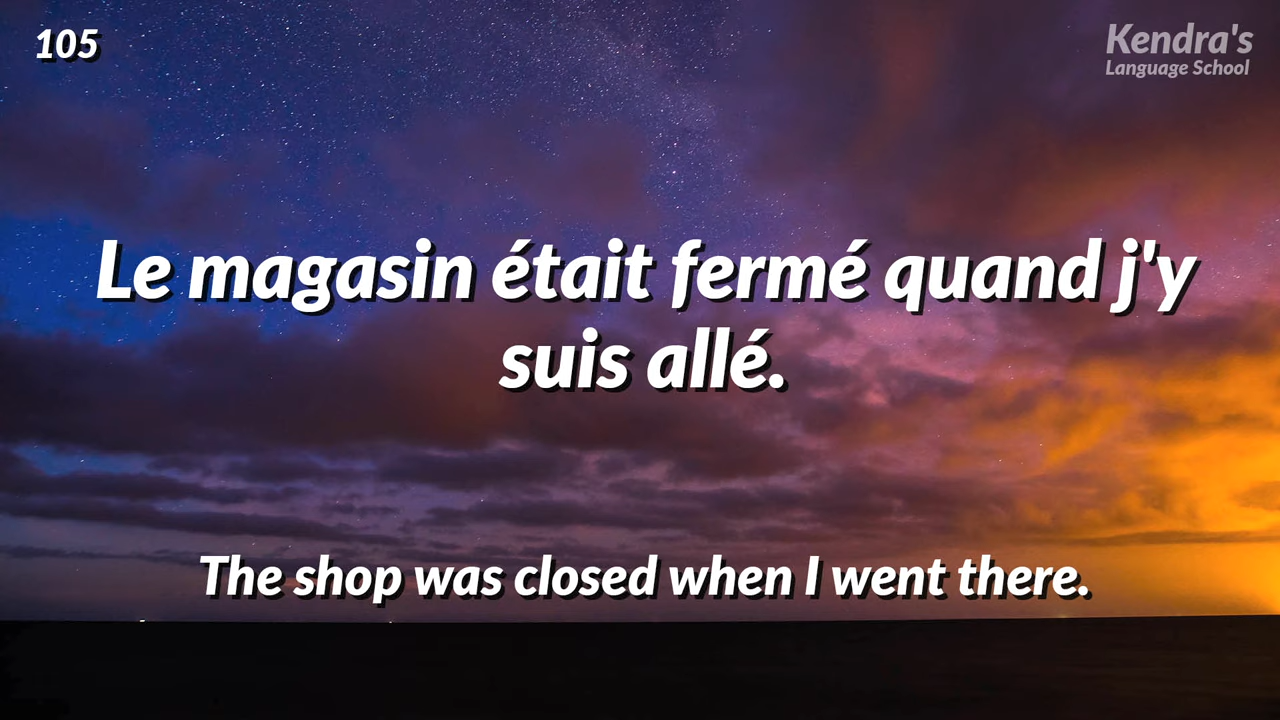 105
Kendra's
Language School
Le magasin était fermé quand j'y
suis allé.
The shop was closed when I went there.